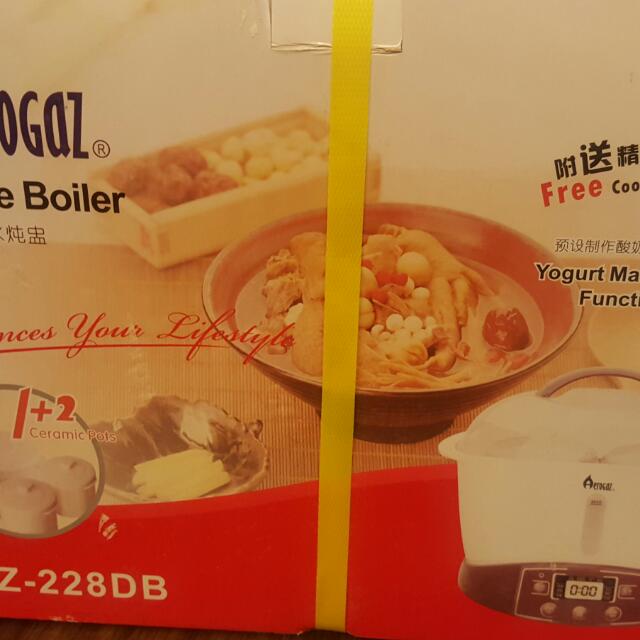 OGaz®
e Boiler
炖盅
附送精
Free Coo
预设制作酸奶
Yogurt Ma
Functi
nces Your Lifestyle
1+2
Ceramic Pots
Aerogaz
0:00
Z-228DB